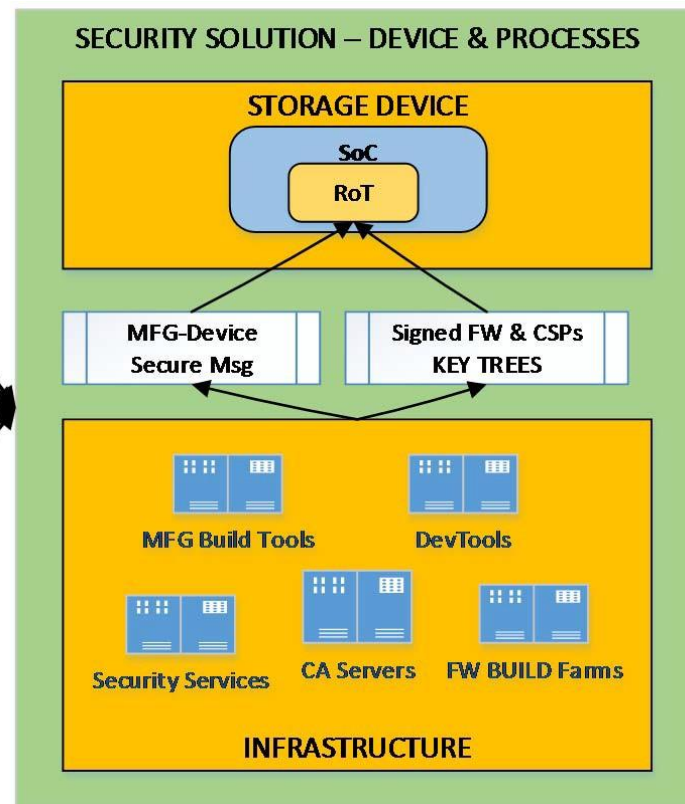 SECURITY SOLUTION – DEVICE & PROCESSES
STORAGE DEVICE
SoC
RoT
MFG-Device
Secure Msg
Signed FW & CSPs
KEY TREES
MFG Build Tools
DevTools
Security Services
CA Servers
FW BUILD Farms
INFRASTRUCTURE